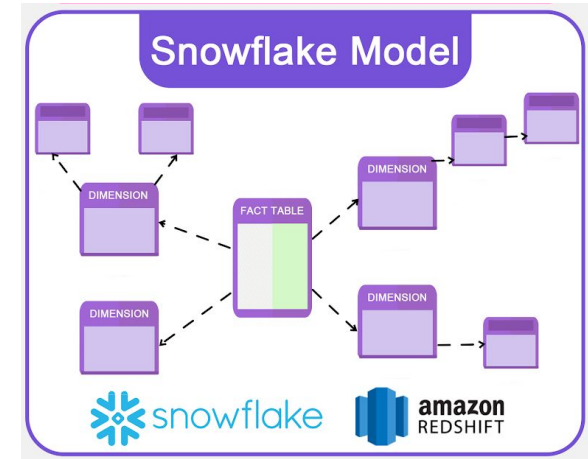 Snowflake Model
DIMENSION
DIMENSION
FACT TABLE
DIMENSION
DIMENSION
snowflake
amazon
REDSHIFT